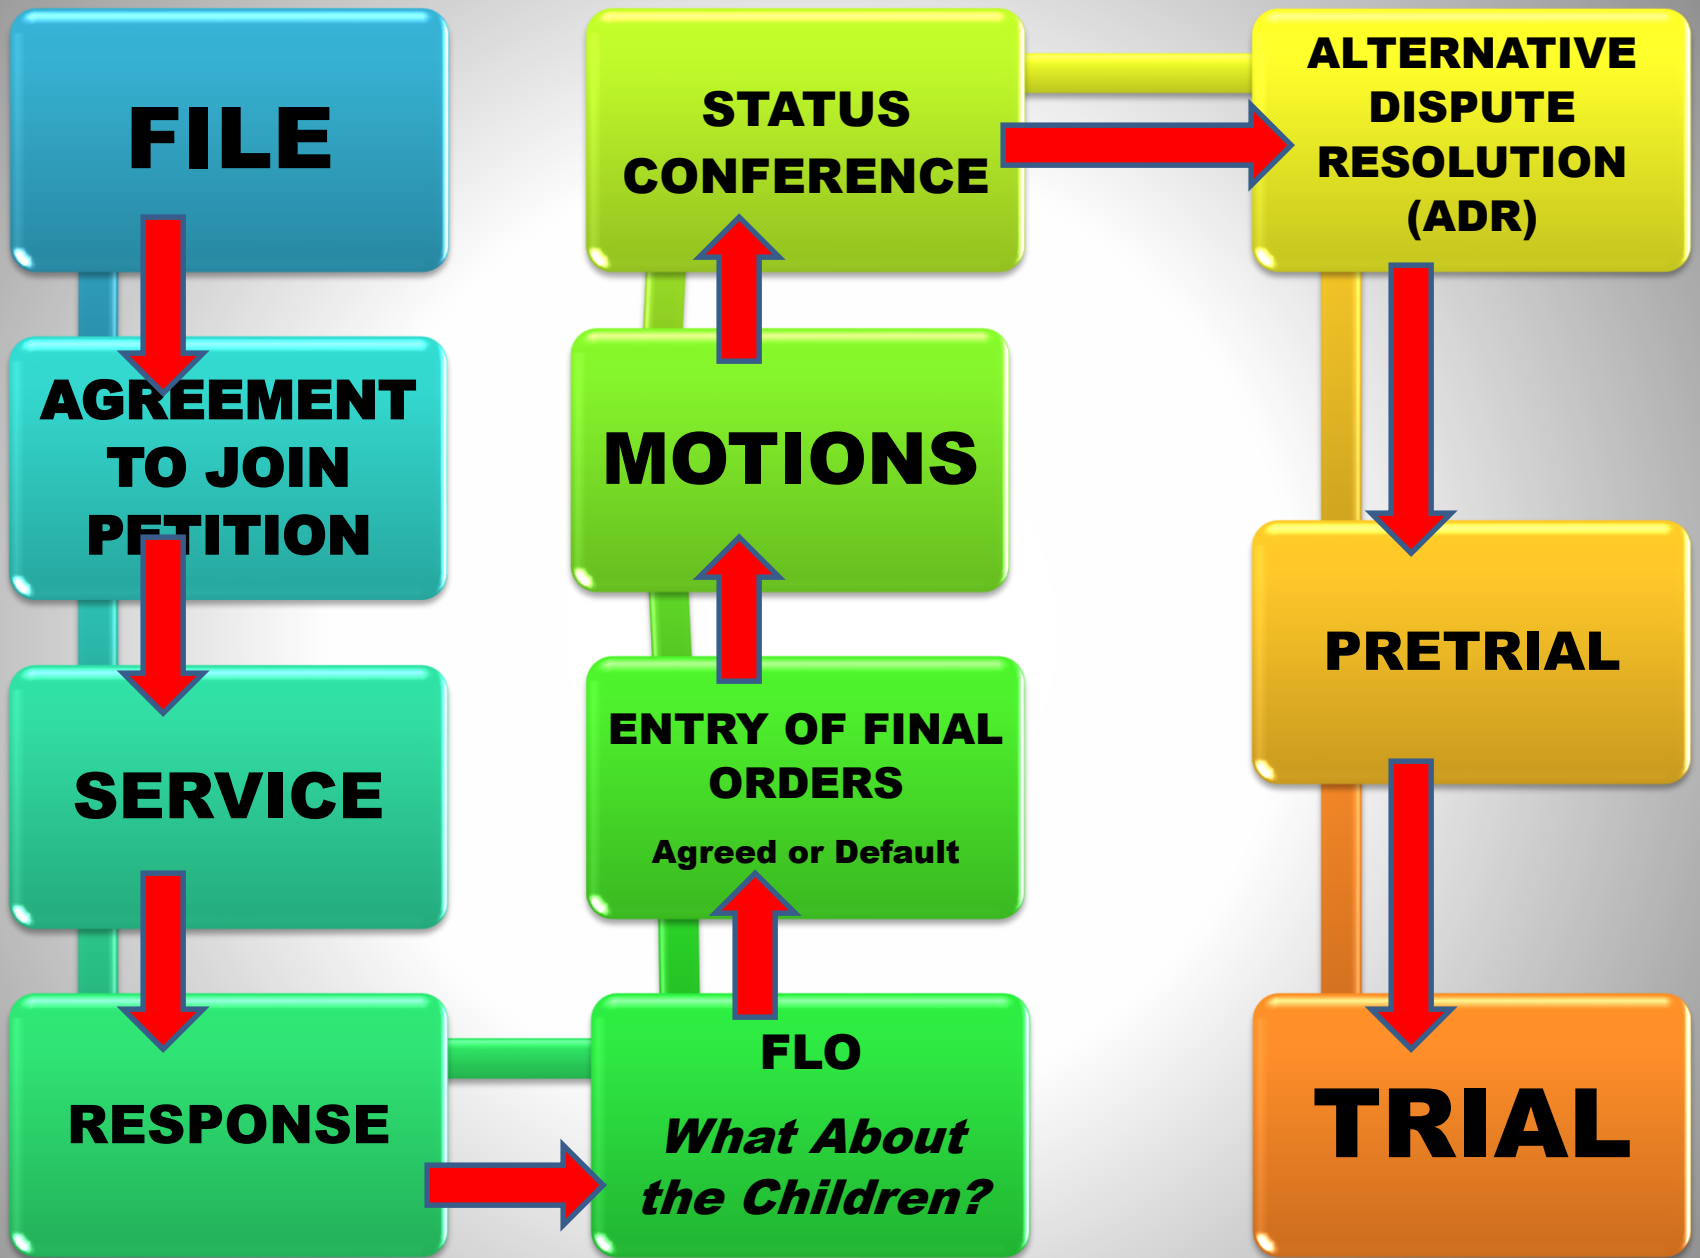 FILE
AGREEMENT
TO JOIN
PETITION
SERVICE
RESPONSE
FLO
What About
the Children?
ENTRY OF FINAL
ORDERS
Agreed or Default
MOTIONS
STATUS
CONFERENCE
ALTERNATIVE
DISPUTE
RESOLUTION
(ADR)
PRETRIAL
TRIAL